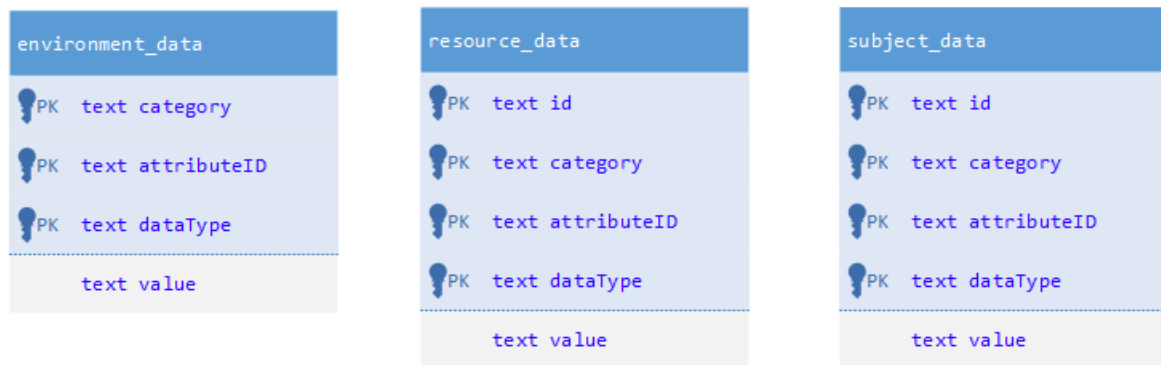 environment_data
PK text category
PK text attributeID
PK text dataType
text value
resource_data
PK text id
PK text category
PK text attributeID
PK text dataType
text value
subject_data
PK text id
PK text category
PK text attributeID
PK text dataType
text value